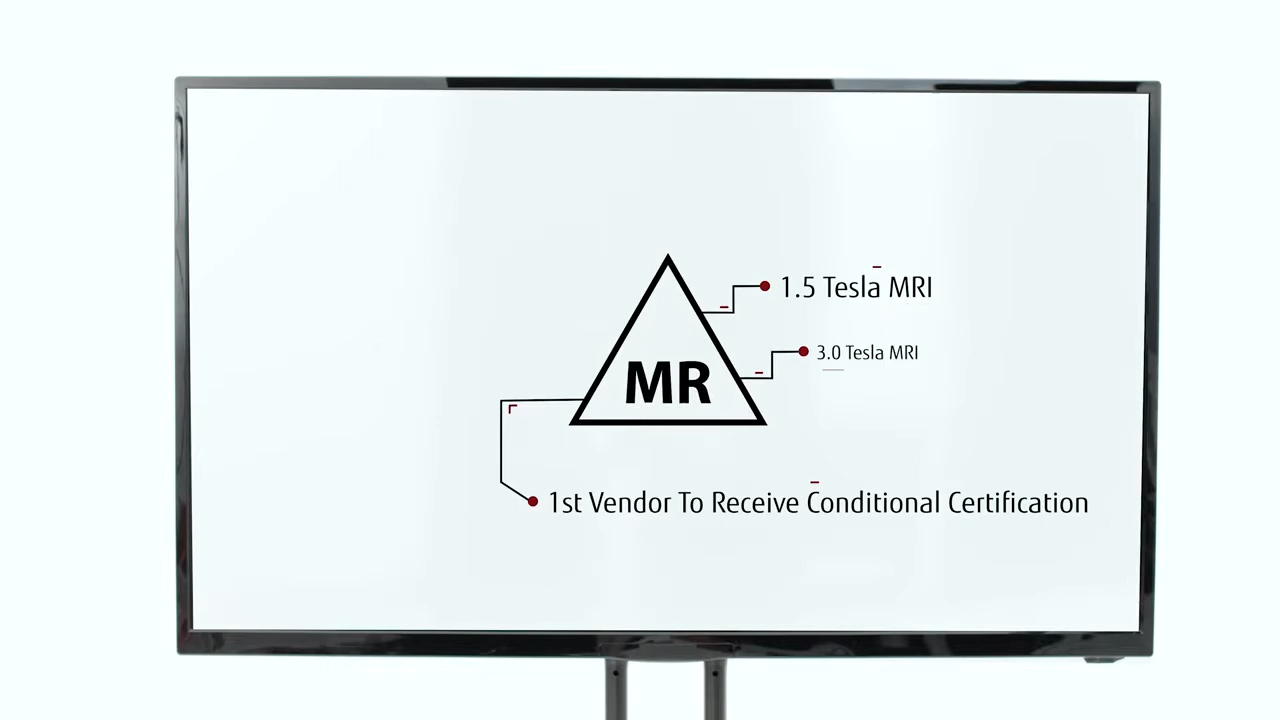 1.5 Tesla MRI
3.0 Tesla MRI
MR
1st Vendor To Receive Conditional Certification